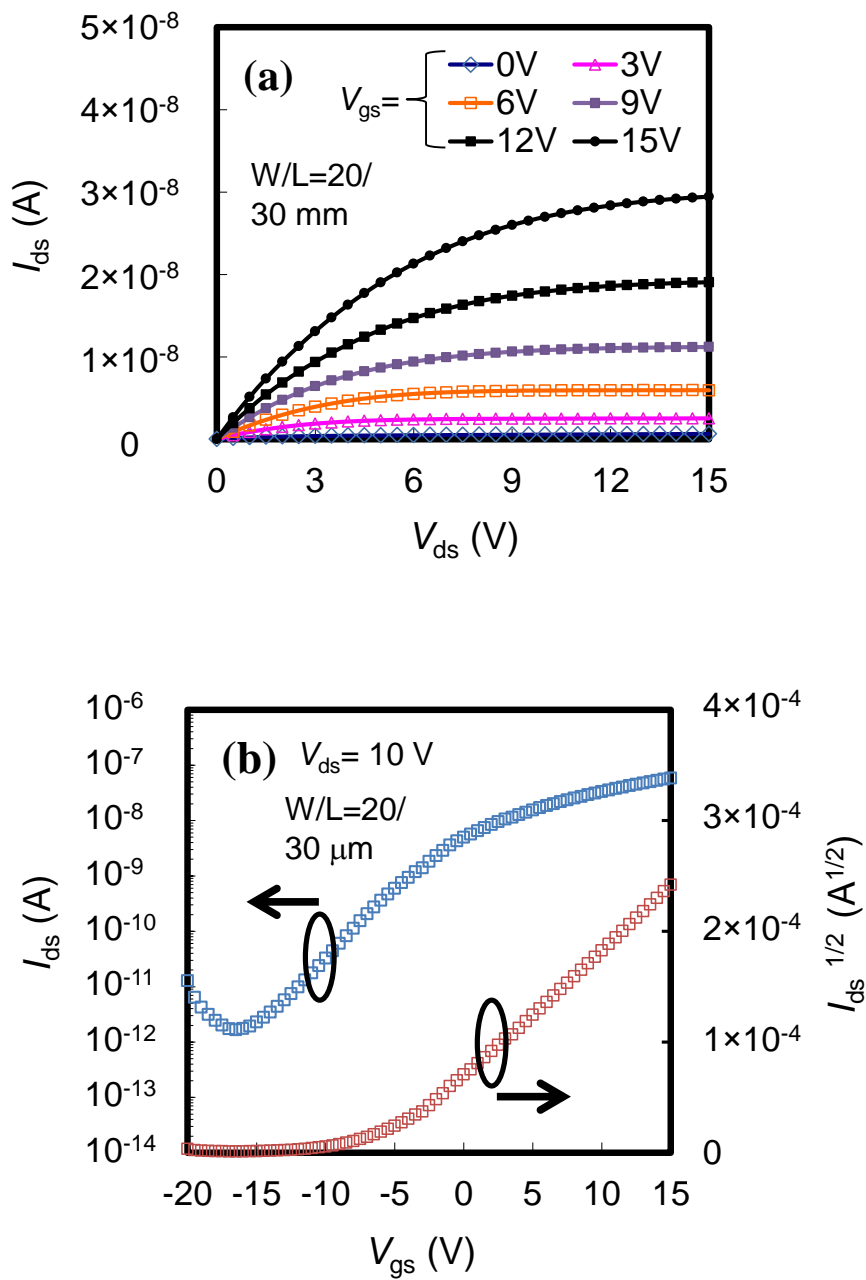 5×10-8
4×10-8
3×10-8
2×10-8
1×10-8
0
Ids (A)
(a)
Vgs=
0V 3V
6V 9V
12V 15V
W/L=20/
30 mm
0 3 6 9 12 15
Vds (V)
10-6
10-7
10-8
10-9
10-10
10-11
10-12
10-13
10-14
Ids (A)
(b) Vds= 10 V
W/L=20/
30 μm
4×10-4
3×10-4
2×10-4
1×10-4
0
Ids 1/2 (A1/2)
-20 -15 -10 -5 0 5 10 15
Vgs (V)